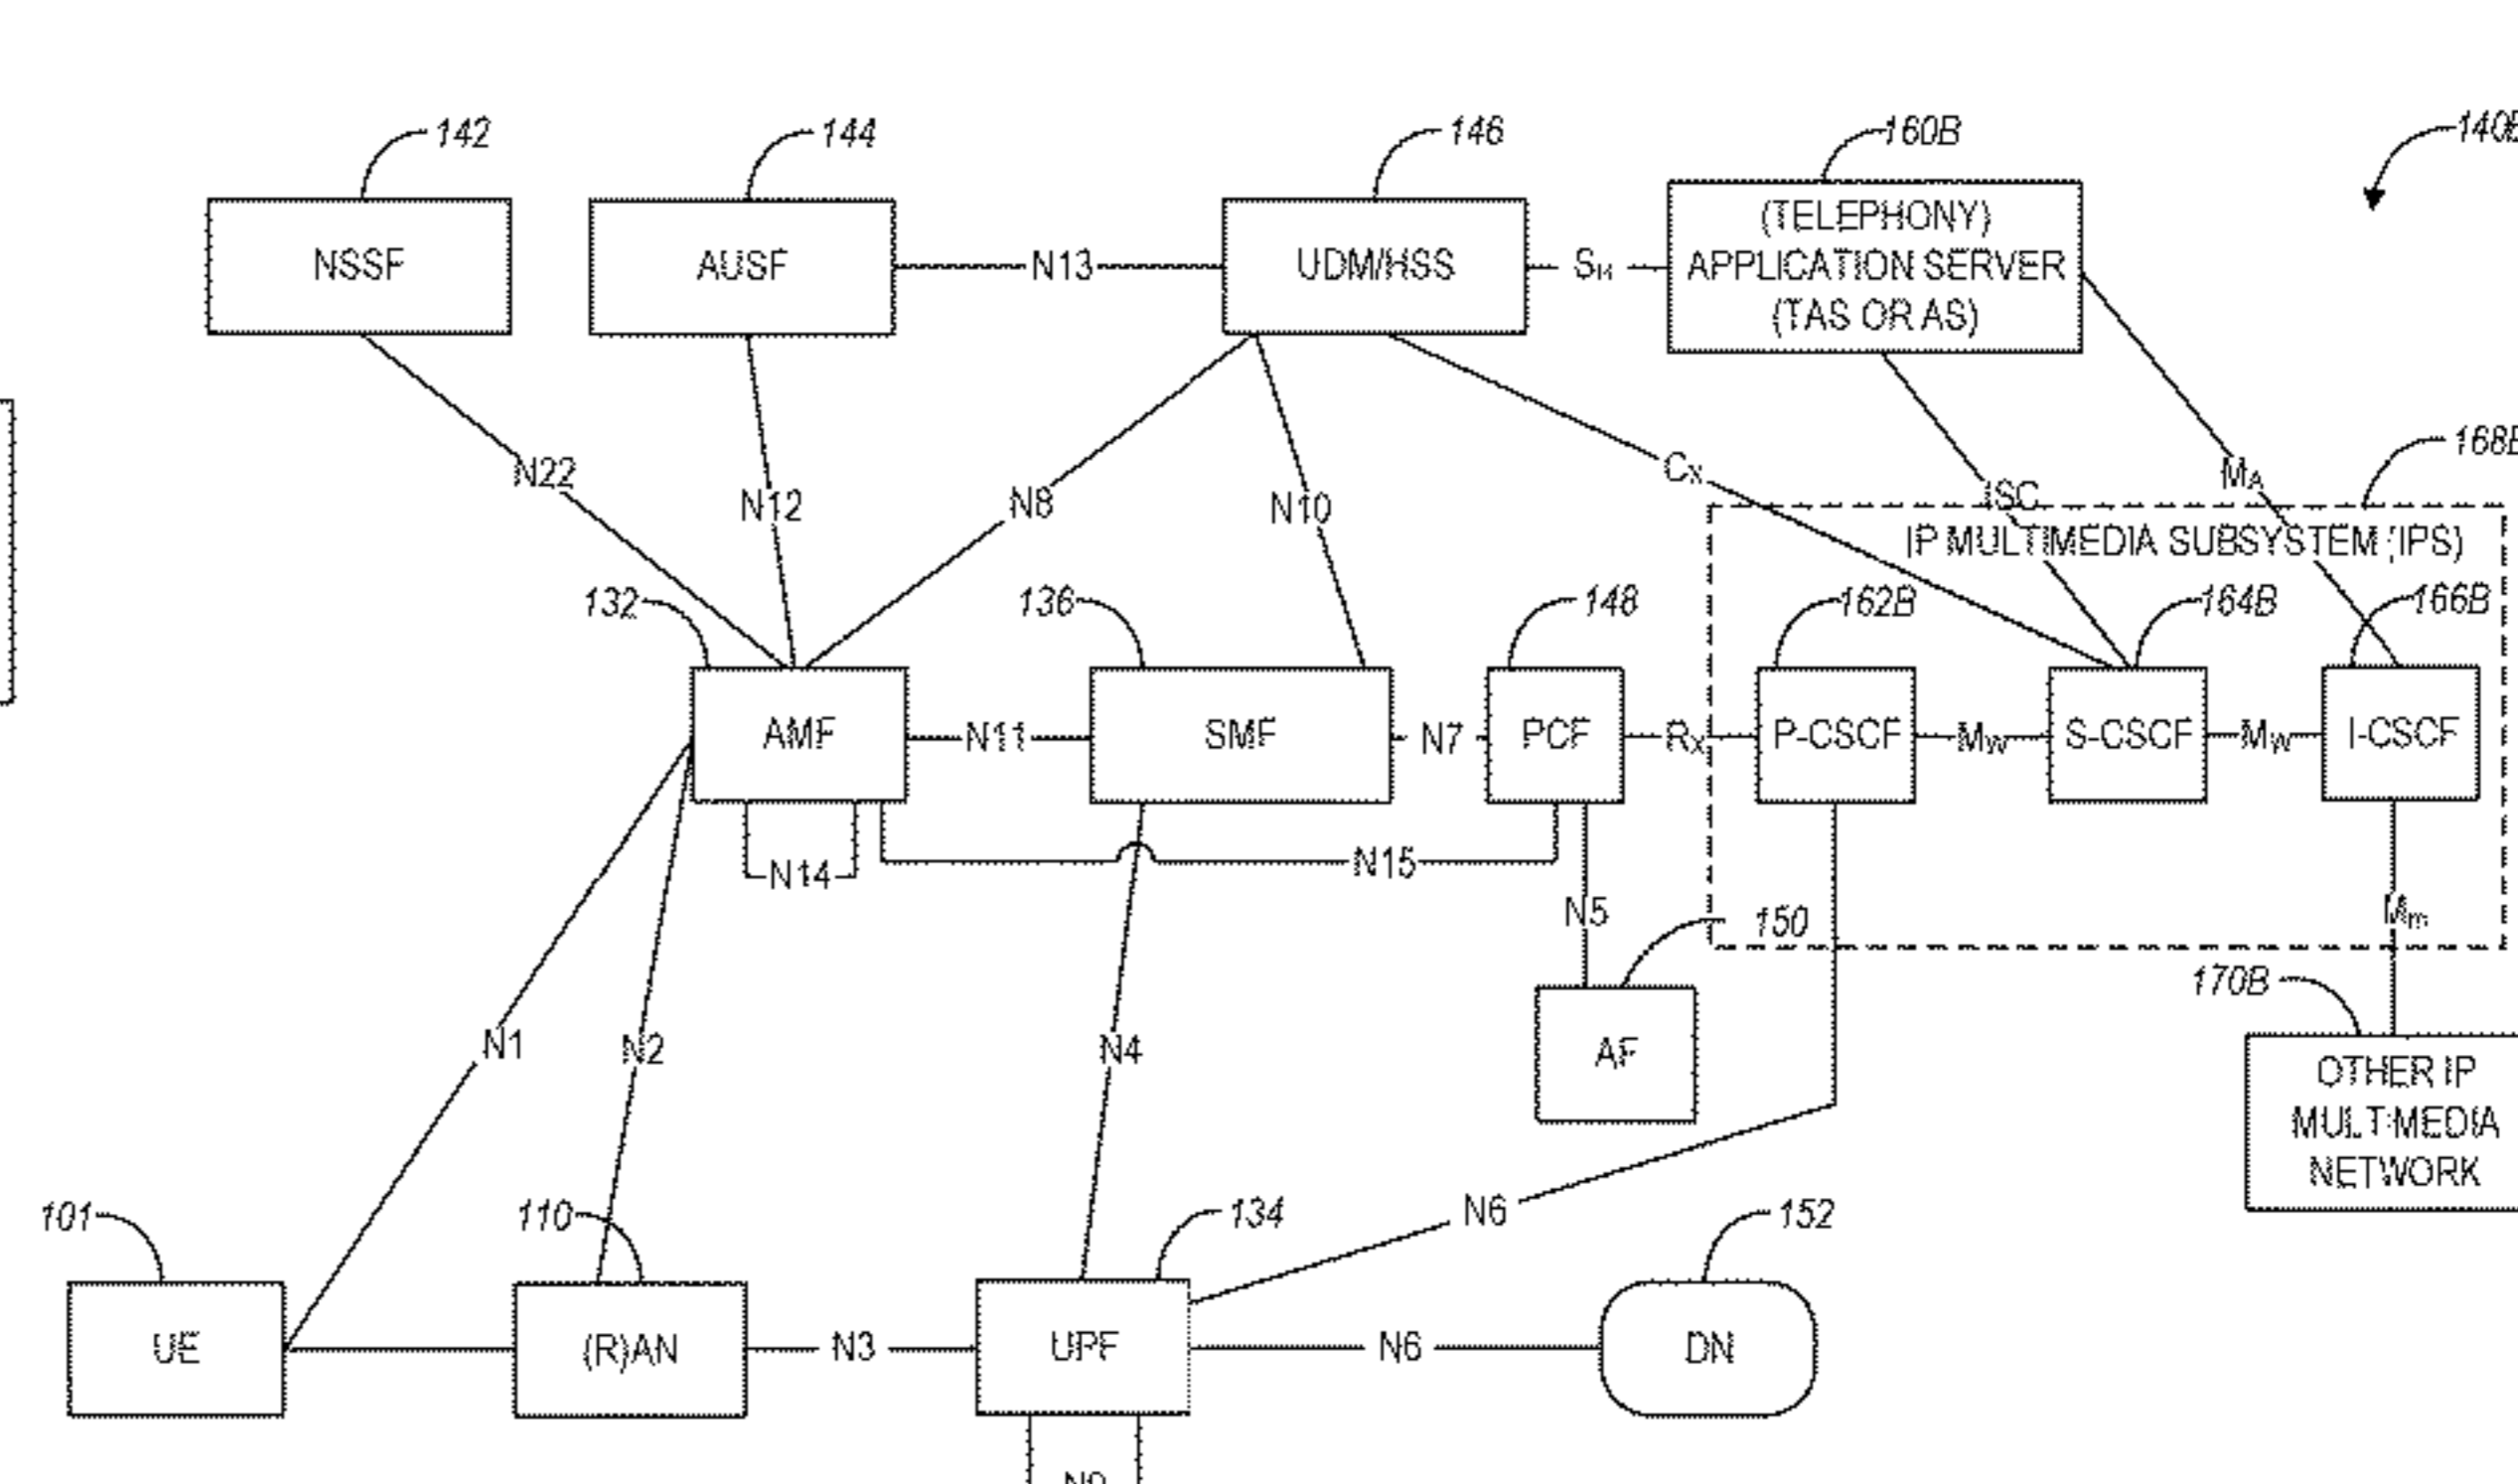 142
144
146
160B
NSSF
AUSF
N13
UDM/HSS
(TELEPHONY)
APPLICATION SERVER
(TAS OR AS)
168B
N22
N12
N8
N10
Cx
ISC
MA
IP MULTIMEDIA SUBSYSTEM (IPS)
132
136
148
162B
164B
166B
AMF
N11
SMF
N7
PCF
Rx
P-CSCF
Mw
S-CSCF
Mw
I-CSCF
N14
N15
N5
150
Mm
170B
N1
N2
N4
AF
OTHER IP
MULTIMEDIA
NETWORK
101
110
134
N6
152
UE
(R)AN
N3
UPF
N6
DN